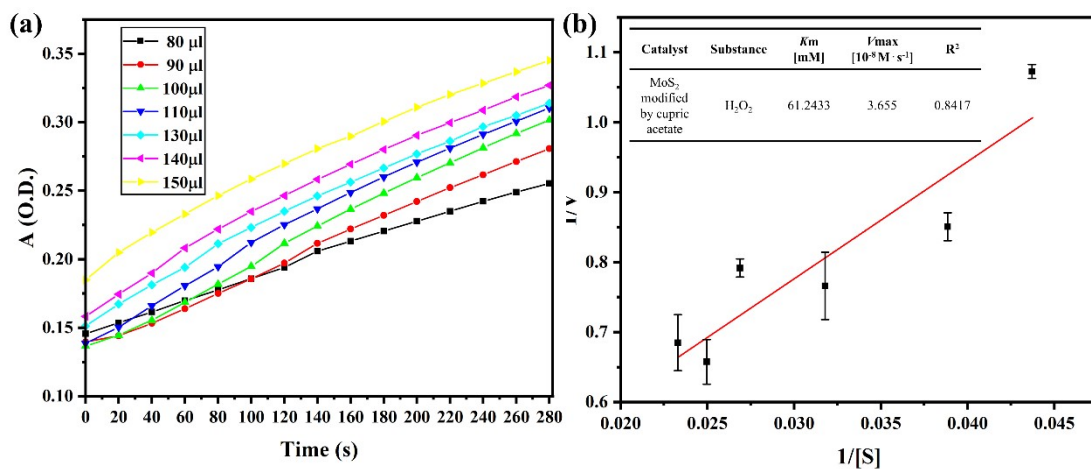 (a)
80 μl
90 μl
100μl
110μl
130μl
140μl
150μl
A (O.D.)
0.35
0.30
0.25
0.20
0.15
0.10
0 20 40 60 80 100 120 140 160 180 200 220 240 260 280
Time (s)
(b)
Catalyst Substance Km [mM] Vmax [10⁻⁸ M · s⁻¹] R²
MoS₂
modified
by cupric
acetate
H₂O₂ 61.2433 3.655 0.8417
1/V
1.1
1.0
0.9
0.8
0.7
0.6
0.020 0.025 0.030 0.035 0.040 0.045
1/[S]